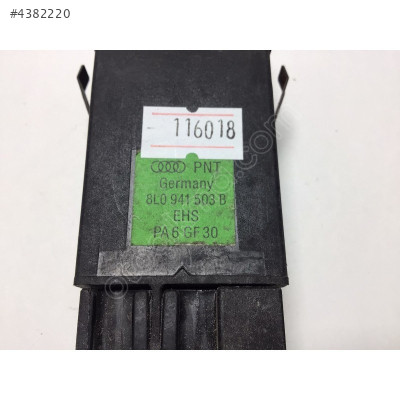 #4382220
116018
PNT
Germany
8L0 941 503 B
EHS
PA 6 GF 30